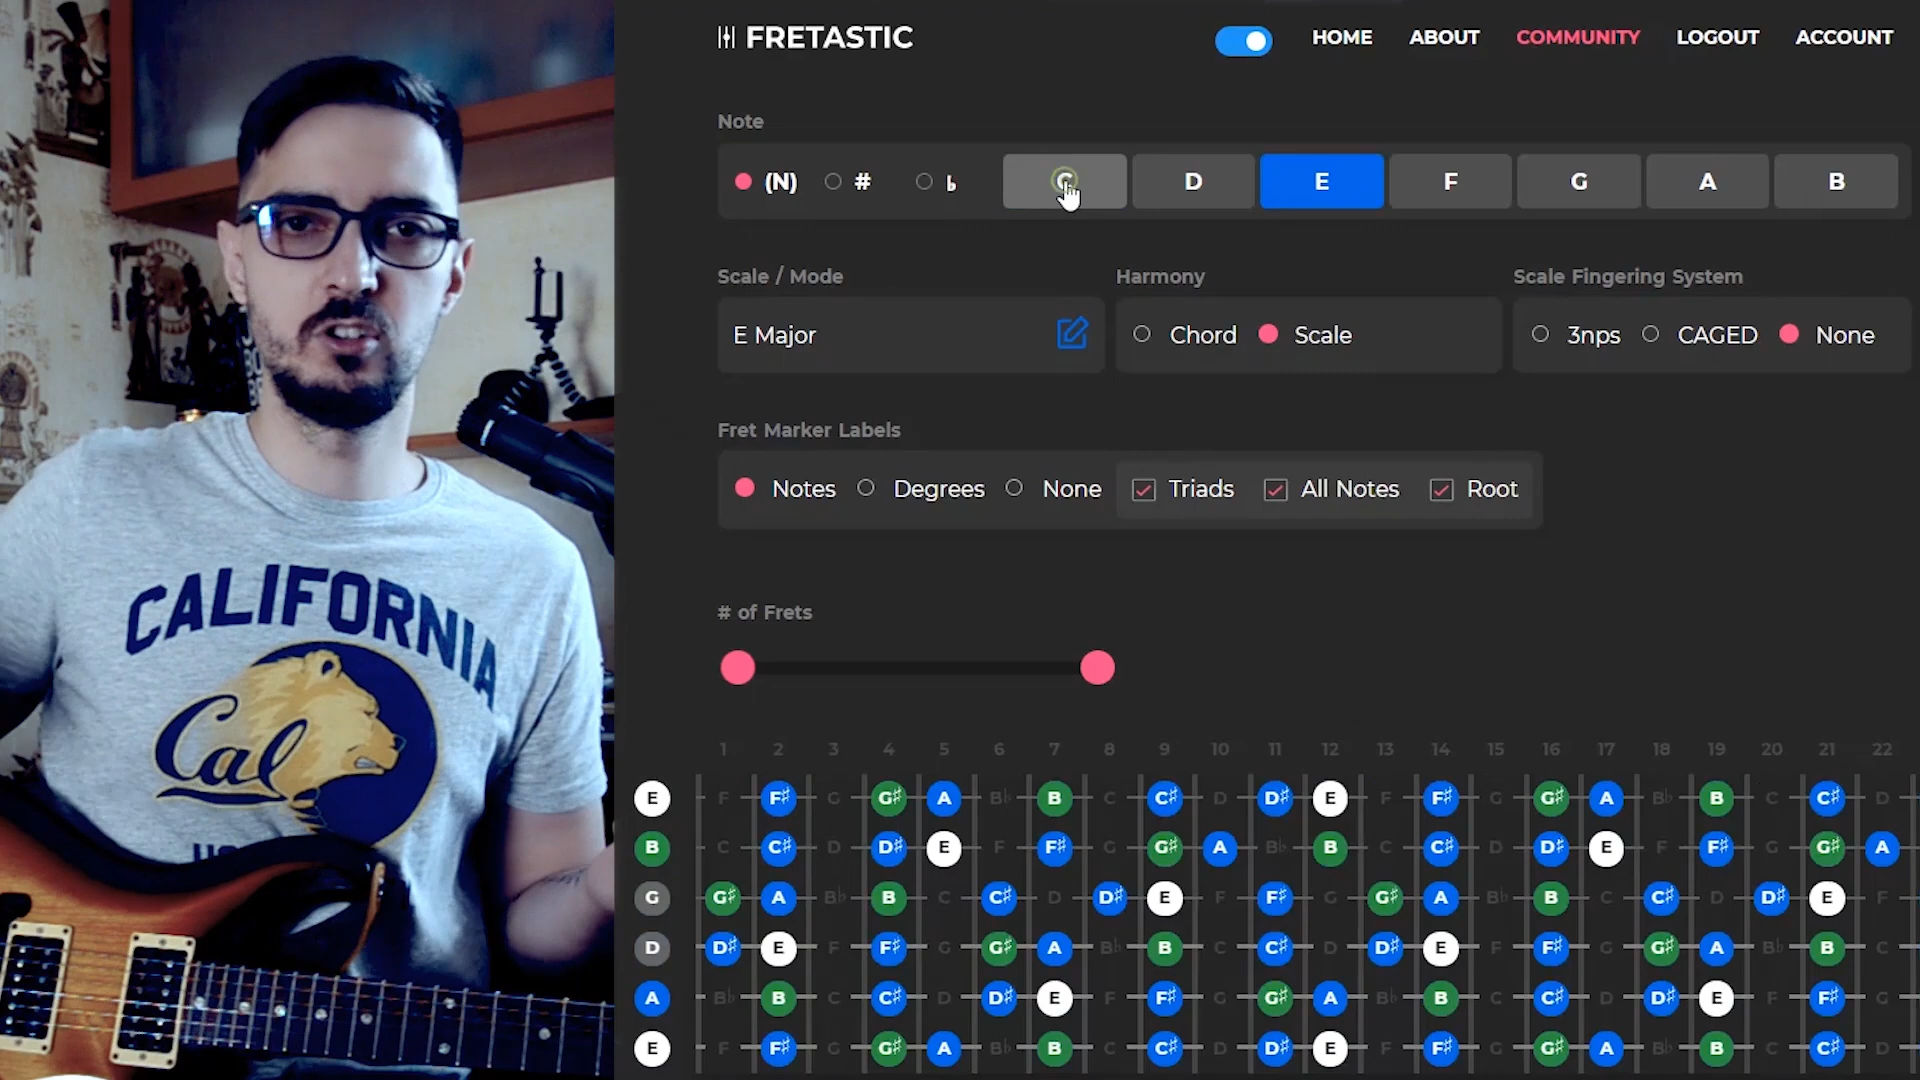 FRETASTIC
HOME ABOUT COMMUNITY LOGOUT ACCOUNT
Note
(N) # ♭ C D E F G A B
Scale / Mode Harmony Scale Fingering System
E Major Chord Scale 3nps CAGED None
Fret Marker Labels
Notes Degrees None Triads All Notes Root
# of Frets
CALIFORNIA
Cal
1 2 3 4 5 6 7 8 9 10 11 12 13 14 15 16 17 18 19 20 21 22
E F F♯ G G♯ A B♭ B C C♯ D D♯ E F F♯ G G♯ A B♭ B C C♯ D
B C C♯ D D♯ E F F♯ G G♯ A B♭ B C C♯ D D♯ E F F♯ G G♯ A
G G♯ A B♭ B C C♯ D D♯ E F F♯ G G♯ A B♭ B C C♯ D D♯ E F
D D♯ E F F♯ G G♯ A B♭ B C C♯ D D♯ E F F♯ G G♯ A B♭ B C
A B♭ B C C♯ D D♯ E F F♯ G G♯ A B♭ B C C♯ D D♯ E F F♯ G
E F F♯ G G♯ A B♭ B C C♯ D D♯ E F F♯ G G♯ A B♭ B C C♯ D